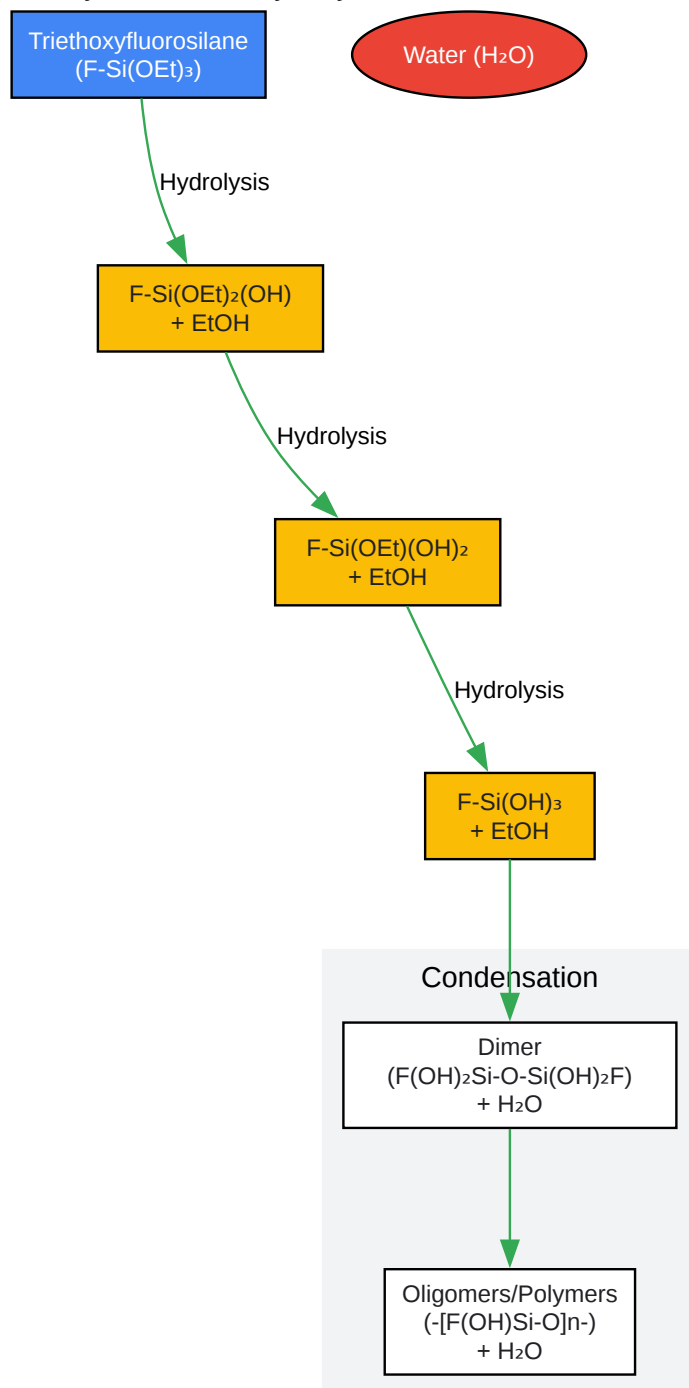 Triethoxyfluorosilane
(F-Si(OEt)₃)
Water (H₂O)
Hydrolysis
F-Si(OEt)₂(OH)
+ EtOH
Hydrolysis
F-Si(OEt)(OH)₂
+ EtOH
Hydrolysis
F-Si(OH)₃
+ EtOH
Condensation
Dimer
(F(OH)₂Si-O-Si(OH)₂F)
+ H₂O
Oligomers/Polymers
(-[F(OH)Si-O]n-)
+ H₂O